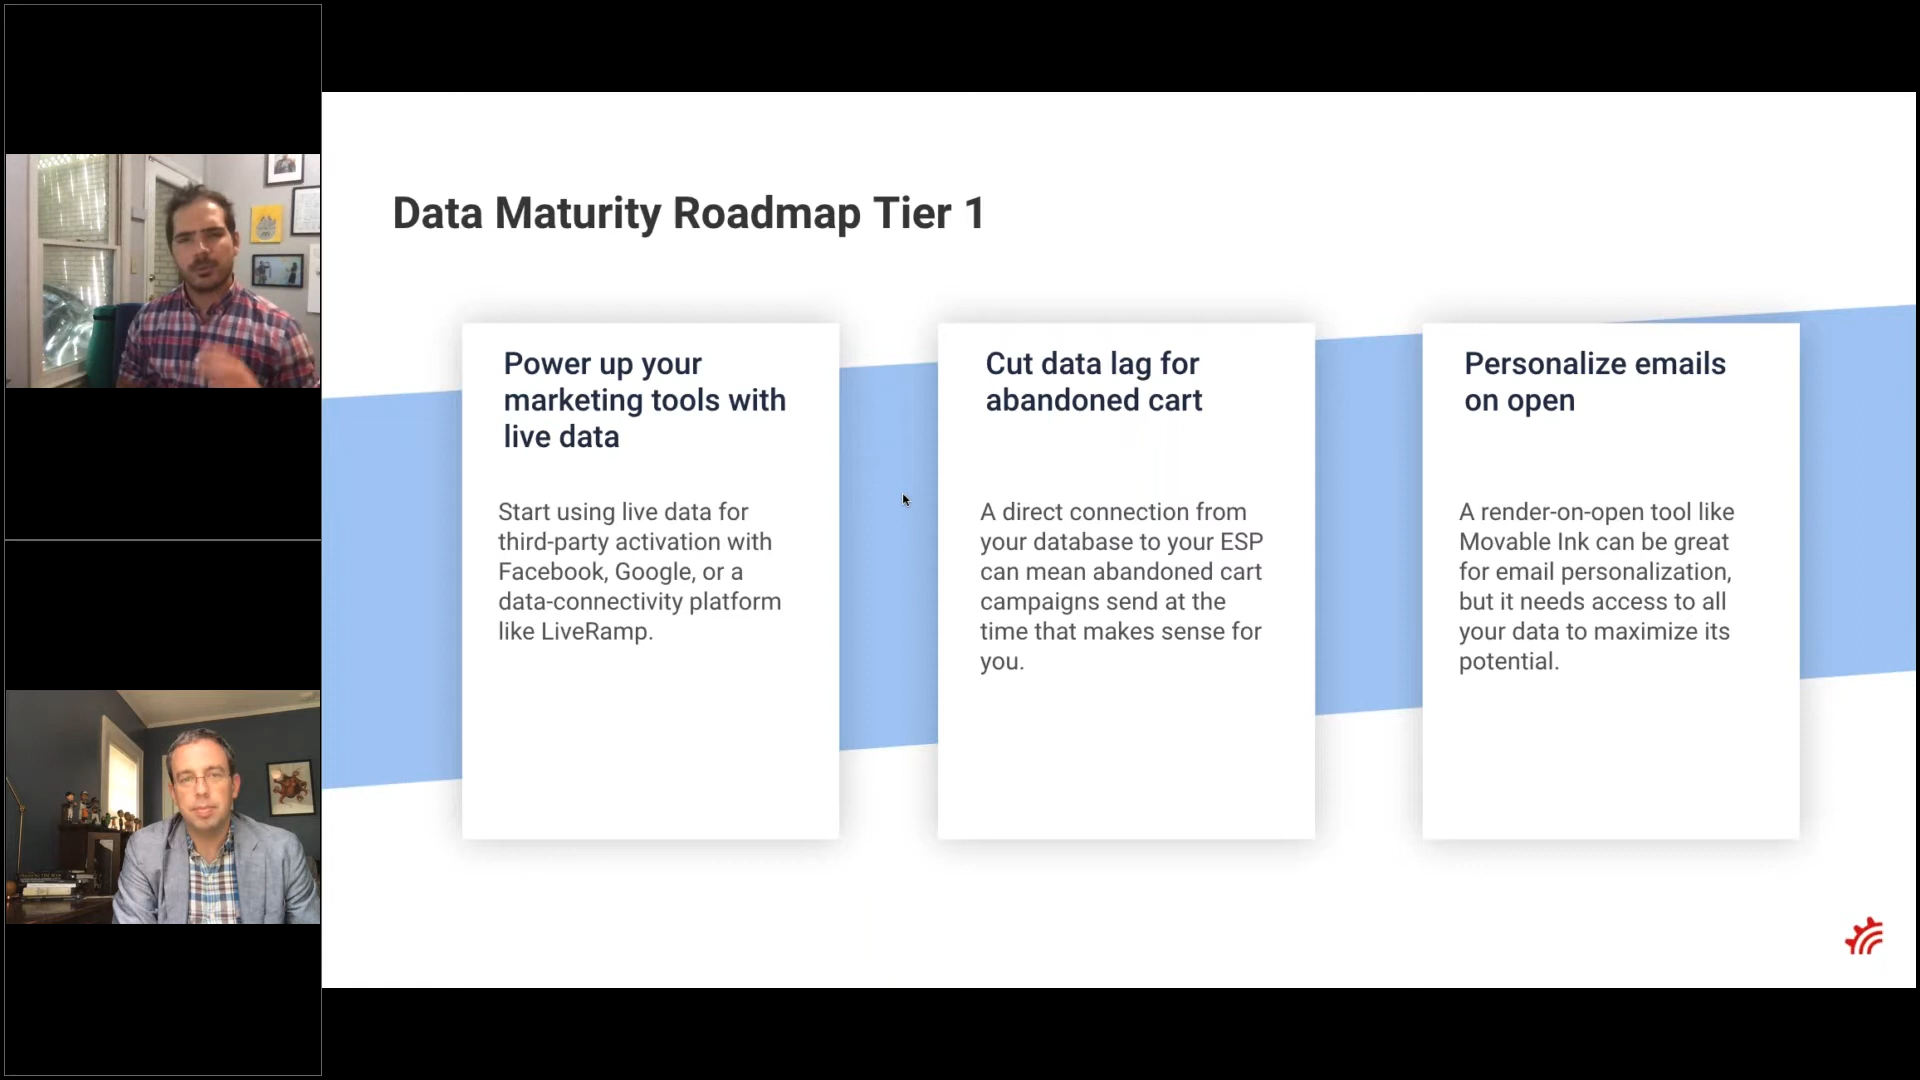 Data Maturity Roadmap Tier 1
Power up your
marketing tools with
live data
Start using live data for
third-party activation with
Facebook, Google, or a
data-connectivity platform
like LiveRamp.
Cut data lag for
abandoned cart
A direct connection from
your database to your ESP
can mean abandoned cart
campaigns send at the
time that makes sense for
you.
Personalize emails
on open
A render-on-open tool like
Movable Ink can be great
for email personalization,
but it needs access to all
your data to maximize its
potential.